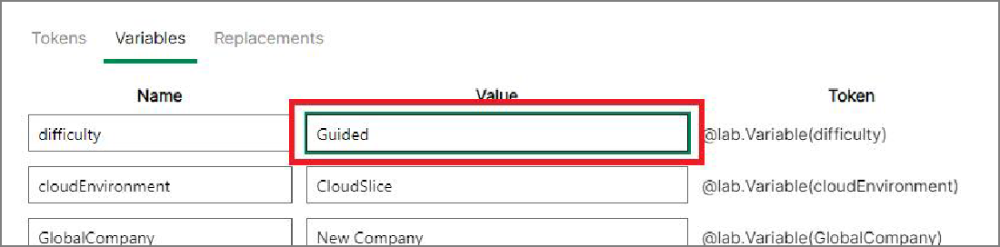 Tokens Variables Replacements
Name Value Token
difficulty Guided @lab.Variable(difficulty)
cloudEnvironment CloudSlice @lab.Variable(cloudEnvironment)
GlobalCompany New Company @lab.Variable(GlobalCompany)